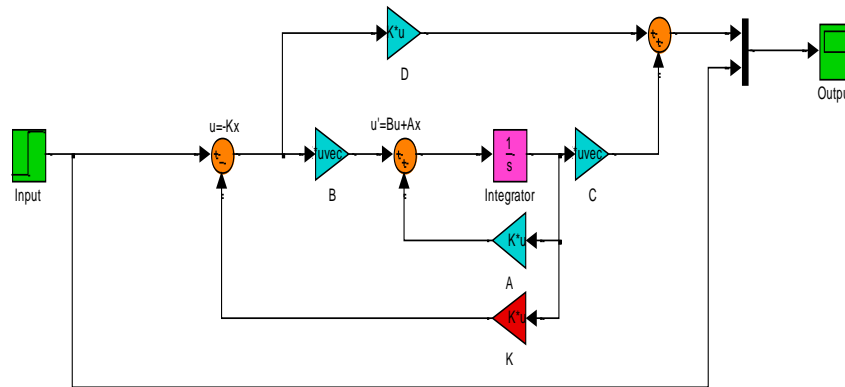 K*u
D
u=-Kx
u'=Bu+Ax
*uvec
1
s
*uvec
Input
B
Integrator
C
K*u
A
K*u
K
Outpu